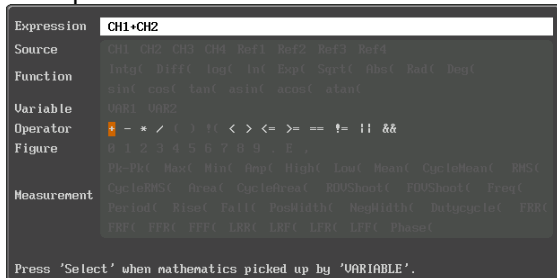 Expression CH1+CH2
Source CH1 CH2 CH3 CH4 Ref1 Ref2 Ref3 Ref4
Function Intg( Diff( log( ln( Exp( Sqrt( Abs( Rad( Deg(
sin( cos( tan( asin( acos( atan(
Variable VAR1 VAR2
Operator + - * / ( ) !( < > <= >= == != || &&
Figure 0 1 2 3 4 5 6 7 8 9 . E ,
Measurement Pk-Pk( Max( Min( Amp( High( Low( Mean( CycleMean( RMS(
CycleRMS( Area( CycleArea( ROVShoot( FOVShoot( Freq(
Period( Rise( Fall( PosWidth( NegWidth( Dutycycle( FRR(
FRF( FFR( FFF( LRR( LRF( LFR( LFF( Phase(
Press 'Select' when mathematics picked up by 'VARIABLE'.